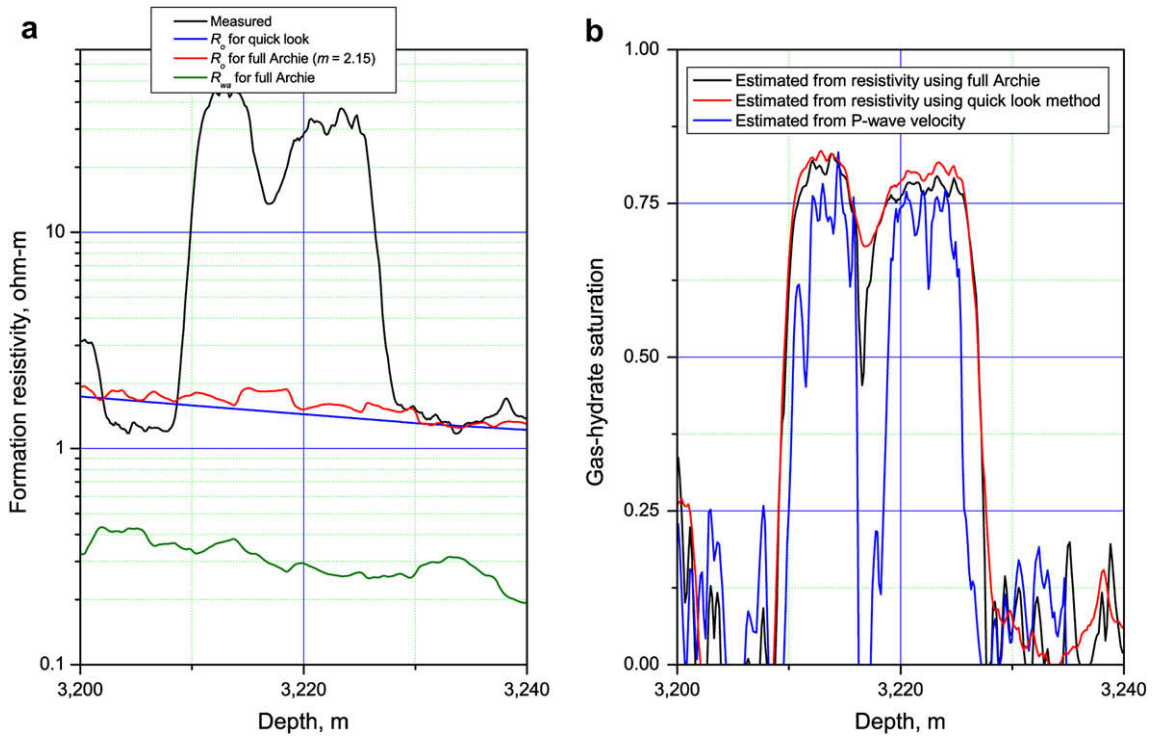 a
Measured
Ro for quick look
Ro for full Archie (m = 2.15)
Rwa for full Archie
Formation resistivity, ohm-m
10
1
0.1
3,200
3,220
3,240
Depth, m
b
Estimated from resistivity using full Archie
Estimated from resistivity using quick look method
Estimated from P-wave velocity
Gas-hydrate saturation
1.00
0.75
0.50
0.25
0.00
3,200
3,220
3,240
Depth, m